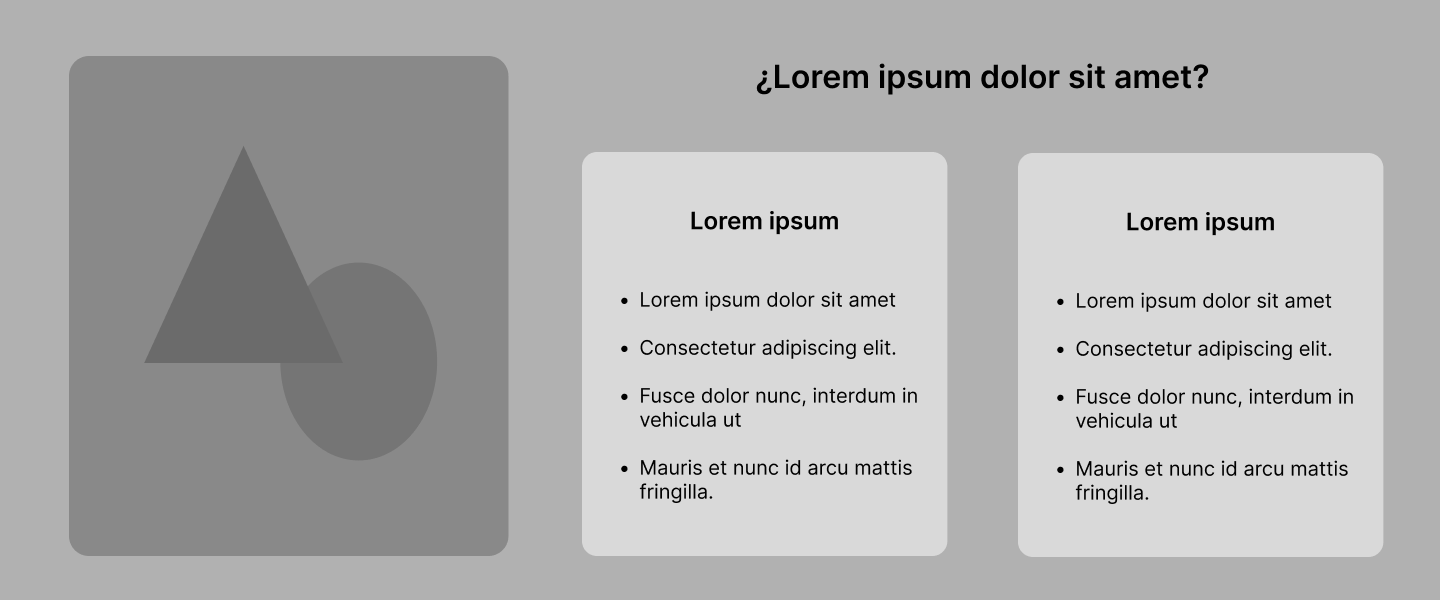 ¿Lorem ipsum dolor sit amet?
Lorem ipsum
• Lorem ipsum dolor sit amet
• Consectetur adipiscing elit.
• Fusce dolor nunc, interdum in
vehicula ut
• Mauris et nunc id arcu mattis
fringilla.
Lorem ipsum
• Lorem ipsum dolor sit amet
• Consectetur adipiscing elit.
• Fusce dolor nunc, interdum in
vehicula ut
• Mauris et nunc id arcu mattis
fringilla.